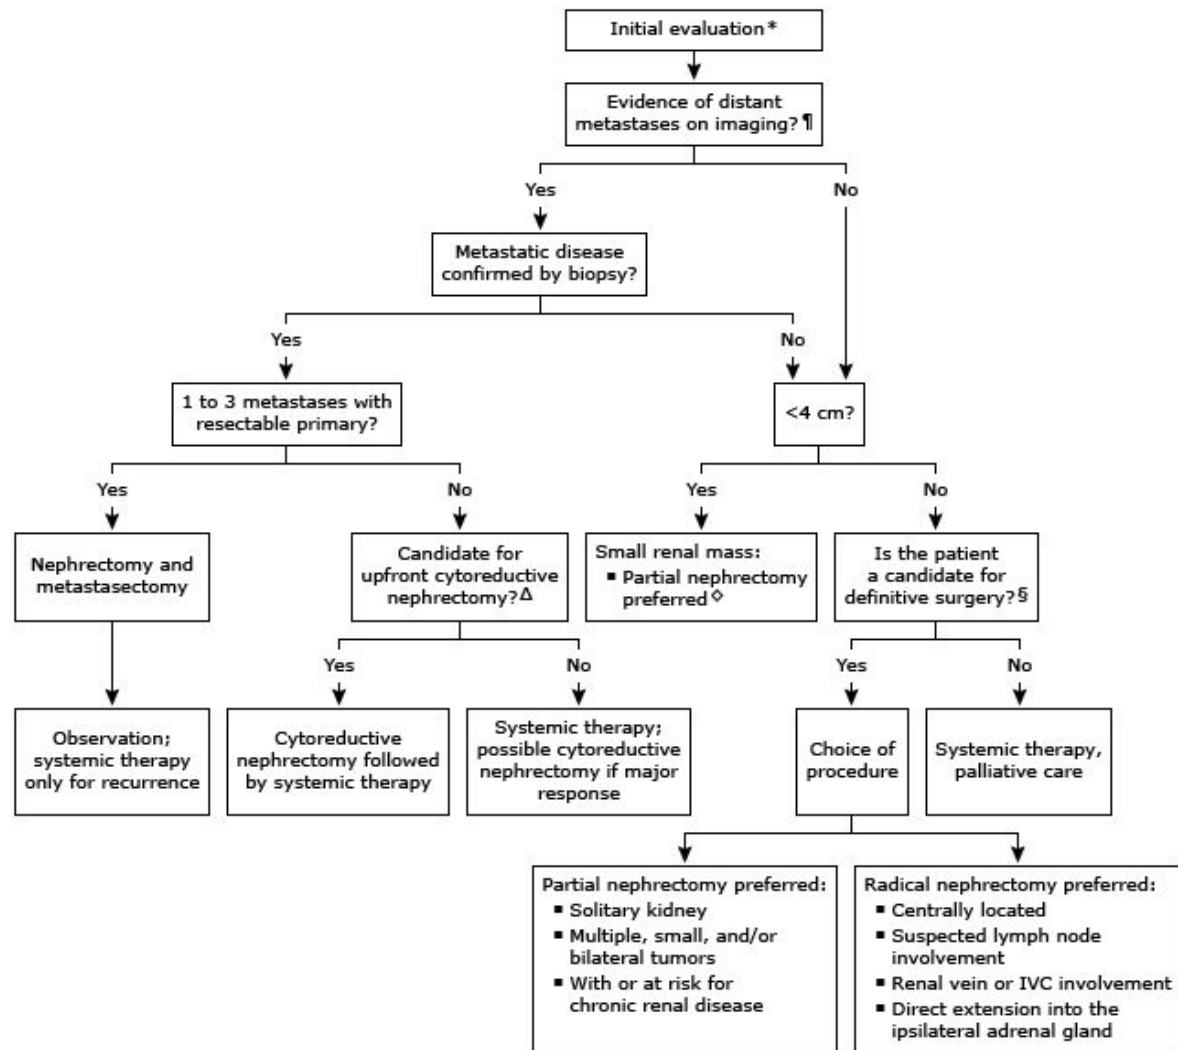 Initial evaluation*
Evidence of distant
metastases on imaging?¶
Yes
No
Metastatic disease
confirmed by biopsy?
Yes
No
1 to 3 metastases with
resectable primary?
<4 cm?
Yes
No
Yes
No
Nephrectomy and
metastasectomy
Candidate for
upfront cytoreductive
nephrectomy?Δ
Small renal mass:
▪ Partial nephrectomy
preferred◇
Is the patient
a candidate for
definitive surgery?§
Yes
No
Yes
No
Observation;
systemic therapy
only for recurrence
Cytoreductive
nephrectomy followed
by systemic therapy
Systemic therapy;
possible cytoreductive
nephrectomy if major
response
Choice of
procedure
Systemic therapy,
palliative care
Partial nephrectomy preferred:
▪ Solitary kidney
▪ Multiple, small, and/or
bilateral tumors
▪ With or at risk for
chronic renal disease
Radical nephrectomy preferred:
▪ Centrally located
▪ Suspected lymph node
involvement
▪ Renal vein or IVC involvement
▪ Direct extension into the
ipsilateral adrenal gland